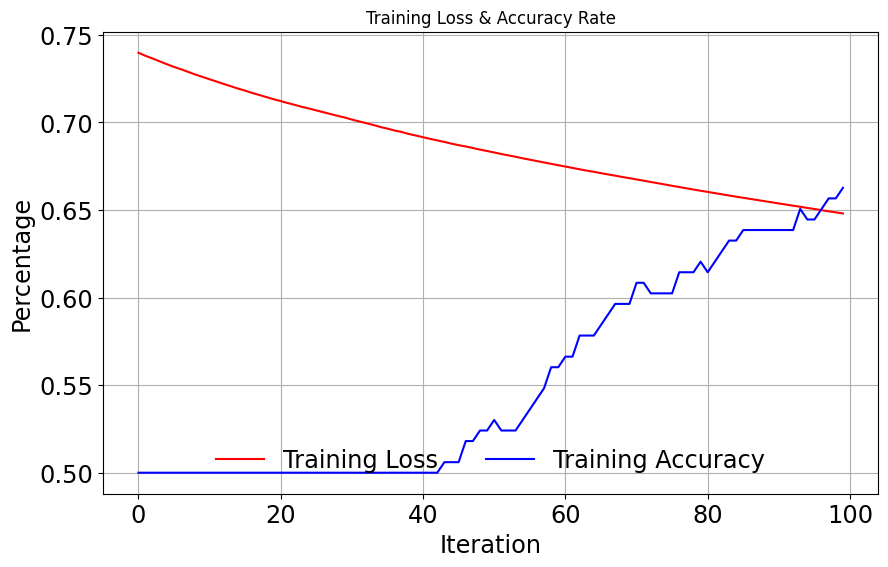 Training Loss & Accuracy Rate
0.75
0.70
0.65
0.60
0.55
0.50
Percentage
Training Loss Training Accuracy
0 20 40 60 80 100
Iteration